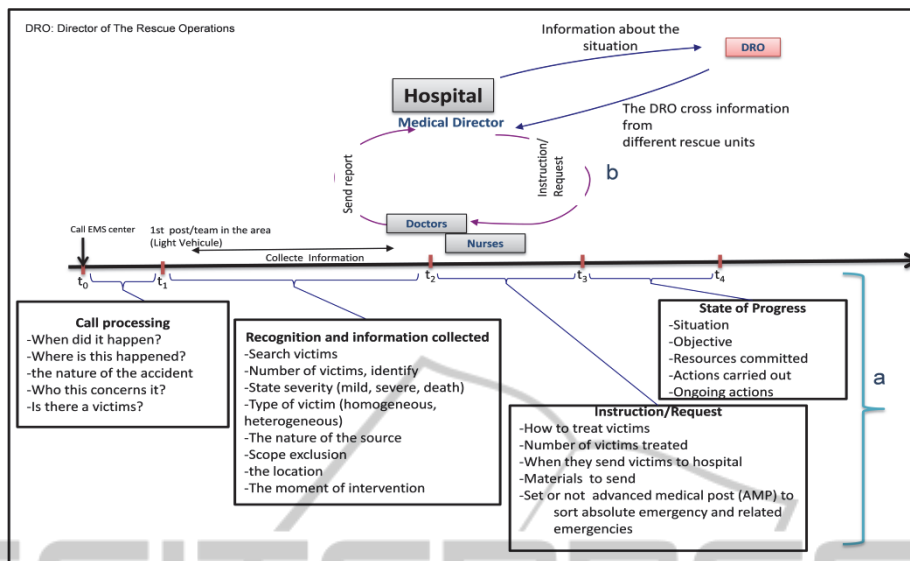 DRO: Director of The Rescue Operations
Information about the
situation
DRO
Hospital
Medical Director
The DRO cross information
from
different rescue units
Send report
Instruction/
Request
b
Doctors
Nurses
Call EMS center
1st post/team in the area
(Light Vehicule)
Collecte Information
t0
t1
t2
t3
t4
Call processing
-When did it happen?
-Where is this happened?
-the nature of the accident
-Who this concerns it?
-Is there a victims?
Recognition and information collected
-Search victims
-Number of victims, identify
-State severity (mild, severe, death)
-Type of victim (homogeneous,
heterogeneous)
-The nature of the source
-Scope exclusion
-the location
-The moment of intervention
State of Progress
-Situation
-Objective
-Resources committed
-Actions carried out
-Ongoing actions
a
Instruction/Request
-How to treat victims
-Number of victims treated
-When they send victims to hospital
-Materials to send
-Set or not advanced medical post (AMP) to
sort absolute emergency and related
emergencies